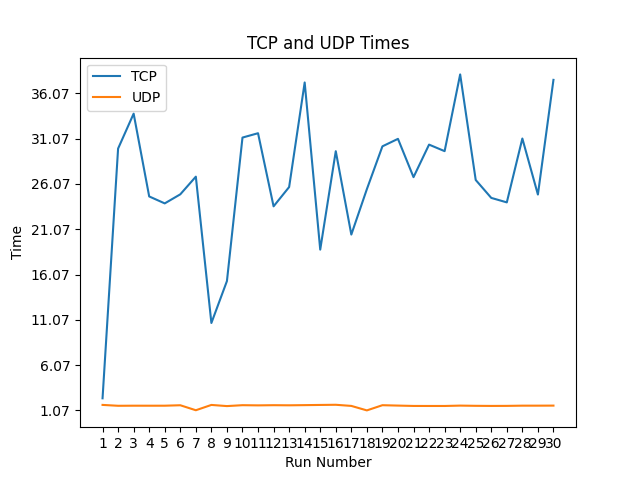 TCP and UDP Times
TCP
UDP
36.07
31.07
26.07
21.07
16.07
11.07
6.07
1.07
Time
1 2 3 4 5 6 7 8 9 10 11 12 13 14 15 16 17 18 19 20 21 22 23 24 25 26 27 28 29 30
Run Number